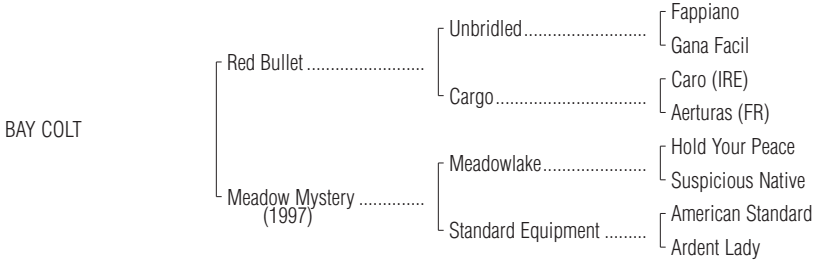 Fappiano
Unbridled..........................
Gana Facil
Red Bullet .........................
Caro (IRE)
Cargo................................
Aerturas (FR)
BAY COLT
Hold Your Peace
Meadowlake......................
Suspicious Native
Meadow Mystery ..............
(1997)
American Standard
Standard Equipment .........
Ardent Lady